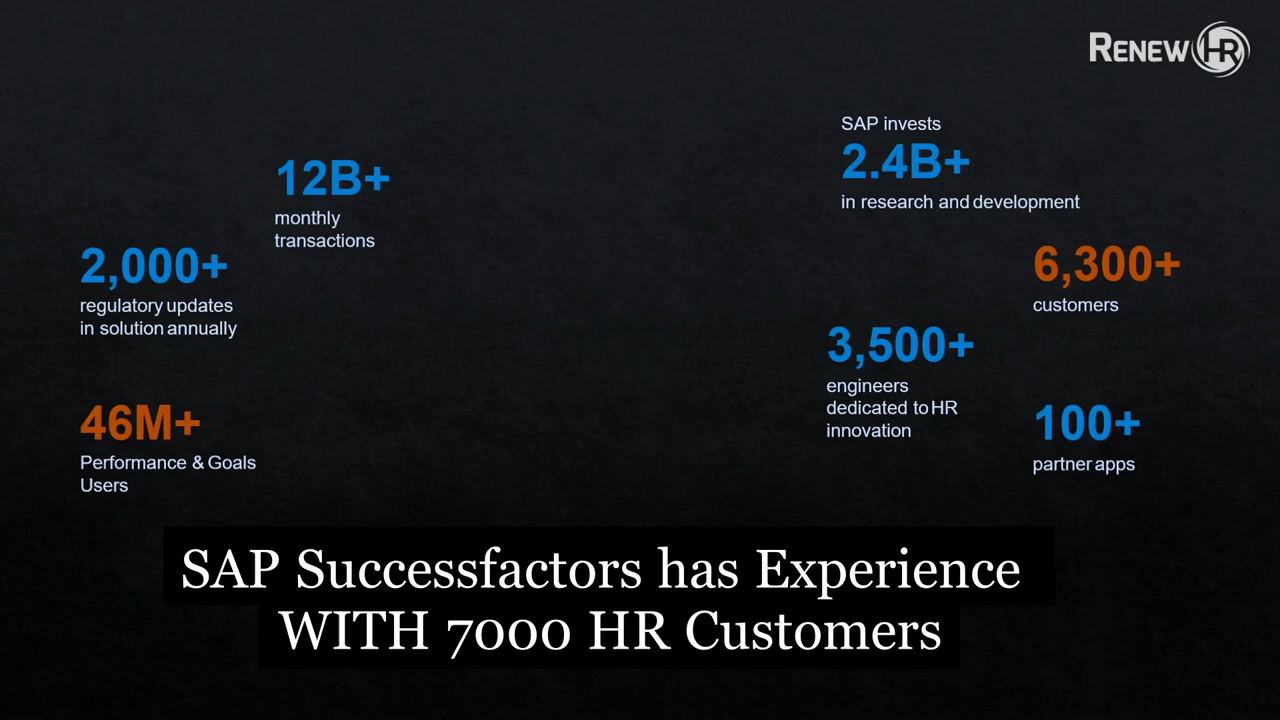 RENEW HR
12B+
monthly
transactions
2,000+
regulatory updates
in solution annually
46M+
Performance & Goals
Users
SAP invests
2.4B+
in research and development
6,300+
customers
3,500+
engineers
dedicated to HR
innovation
100+
partner apps
SAP Successfactors has Experience
WITH 7000 HR Customers